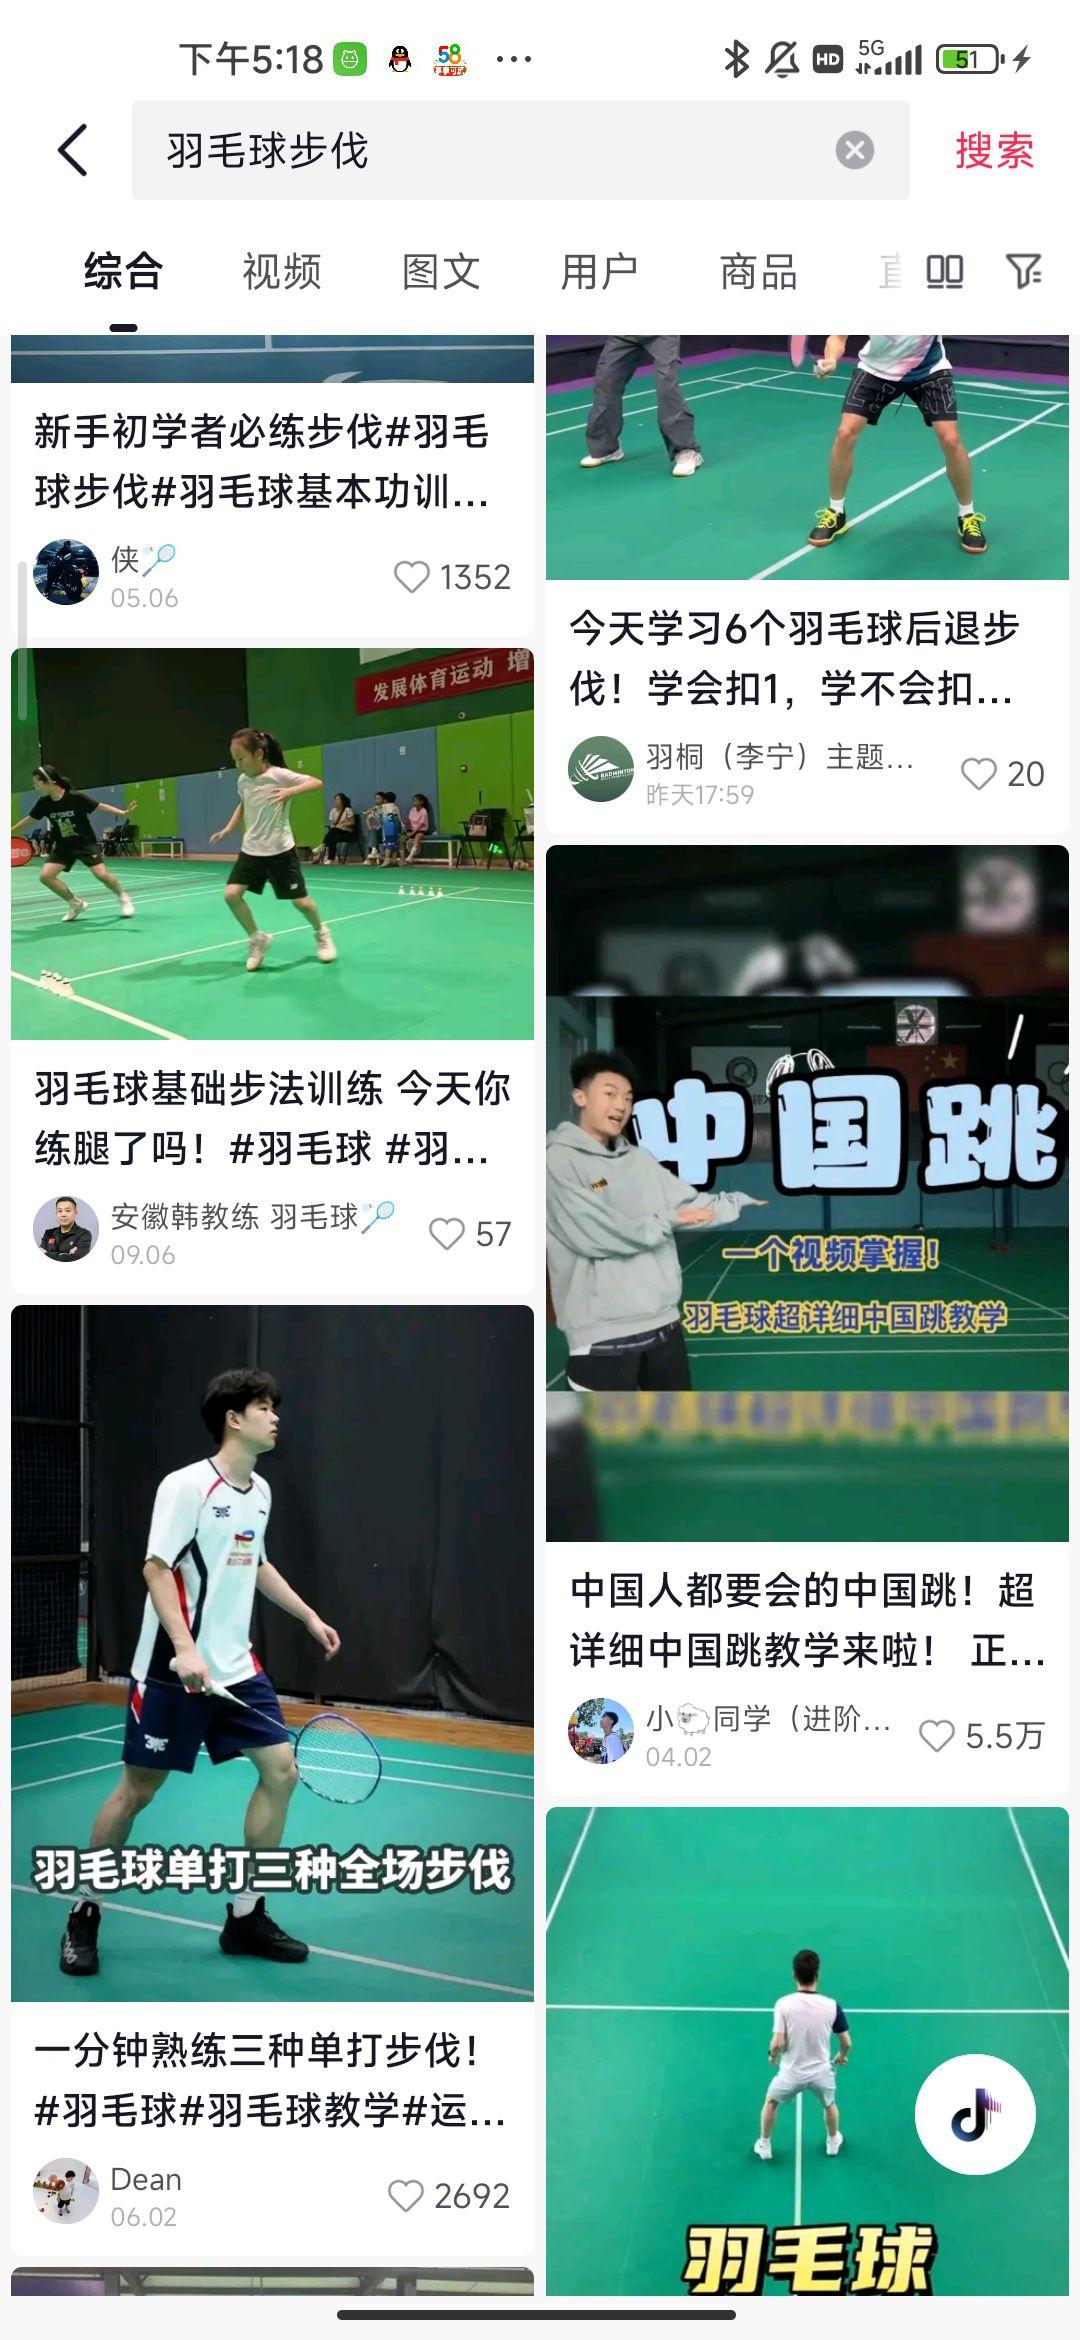 下午5:18
58
...
HD
5G
51
羽毛球步伐
搜索
综合
视频
图文
用户
商品
新手初学者必练步伐#羽毛
球步伐#羽毛球基本功训...
侠
05.06
1352
今天学习6个羽毛球后退步
伐！学会扣1，学不会扣...
羽桐（李宁）主题...
昨天17:59
20
发展体育运动 增
羽毛球基础步法训练 今天你
练腿了吗！#羽毛球 #羽...
安徽韩教练 羽毛球
09.06
57
中国跳
一个视频掌握！
羽毛球超详细中国跳教学
中国人都要会的中国跳！超
详细中国跳教学来啦！ 正...
小🐑同学（进阶...
04.02
5.5万
羽毛球单打三种全场步伐
一分钟熟练三种单打步伐！
#羽毛球#羽毛球教学#运...
Dean
06.02
2692
羽毛球